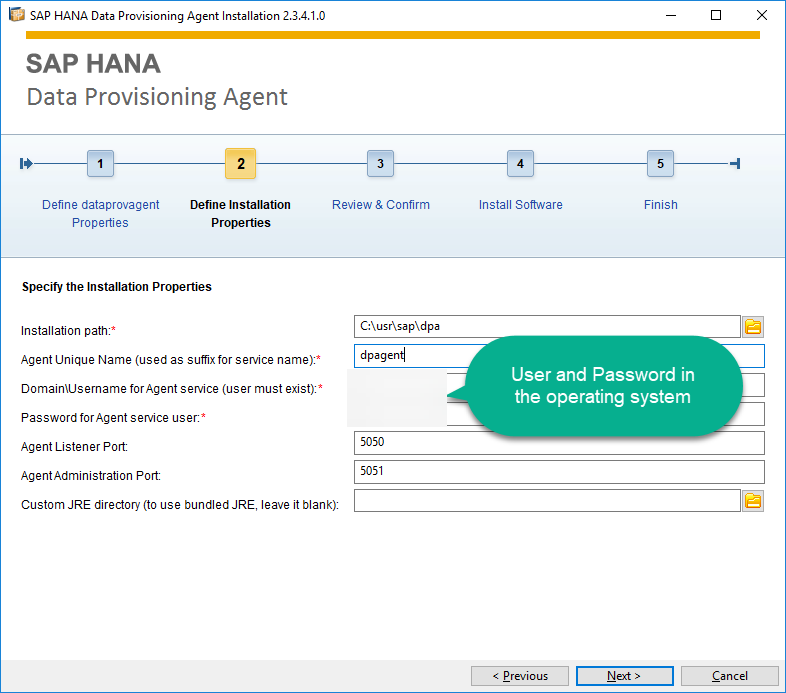 SAP HANA Data Provisioning Agent Installation 2.3.4.1.0
SAP HANA
Data Provisioning Agent
1
2
3
4
5
Define dataprovagent
Properties
Define Installation
Properties
Review & Confirm
Install Software
Finish
Specify the Installation Properties
Installation path:*
C:\usr\sap\dpa
Agent Unique Name (used as suffix for service name):*
dpagent
Domain\Username for Agent service (user must exist):*
Password for Agent service user:*
User and Password in
the operating system
Agent Listener Port:
5050
Agent Administration Port:
5051
Custom JRE directory (to use bundled JRE, leave it blank):
< Previous
Next >
Cancel